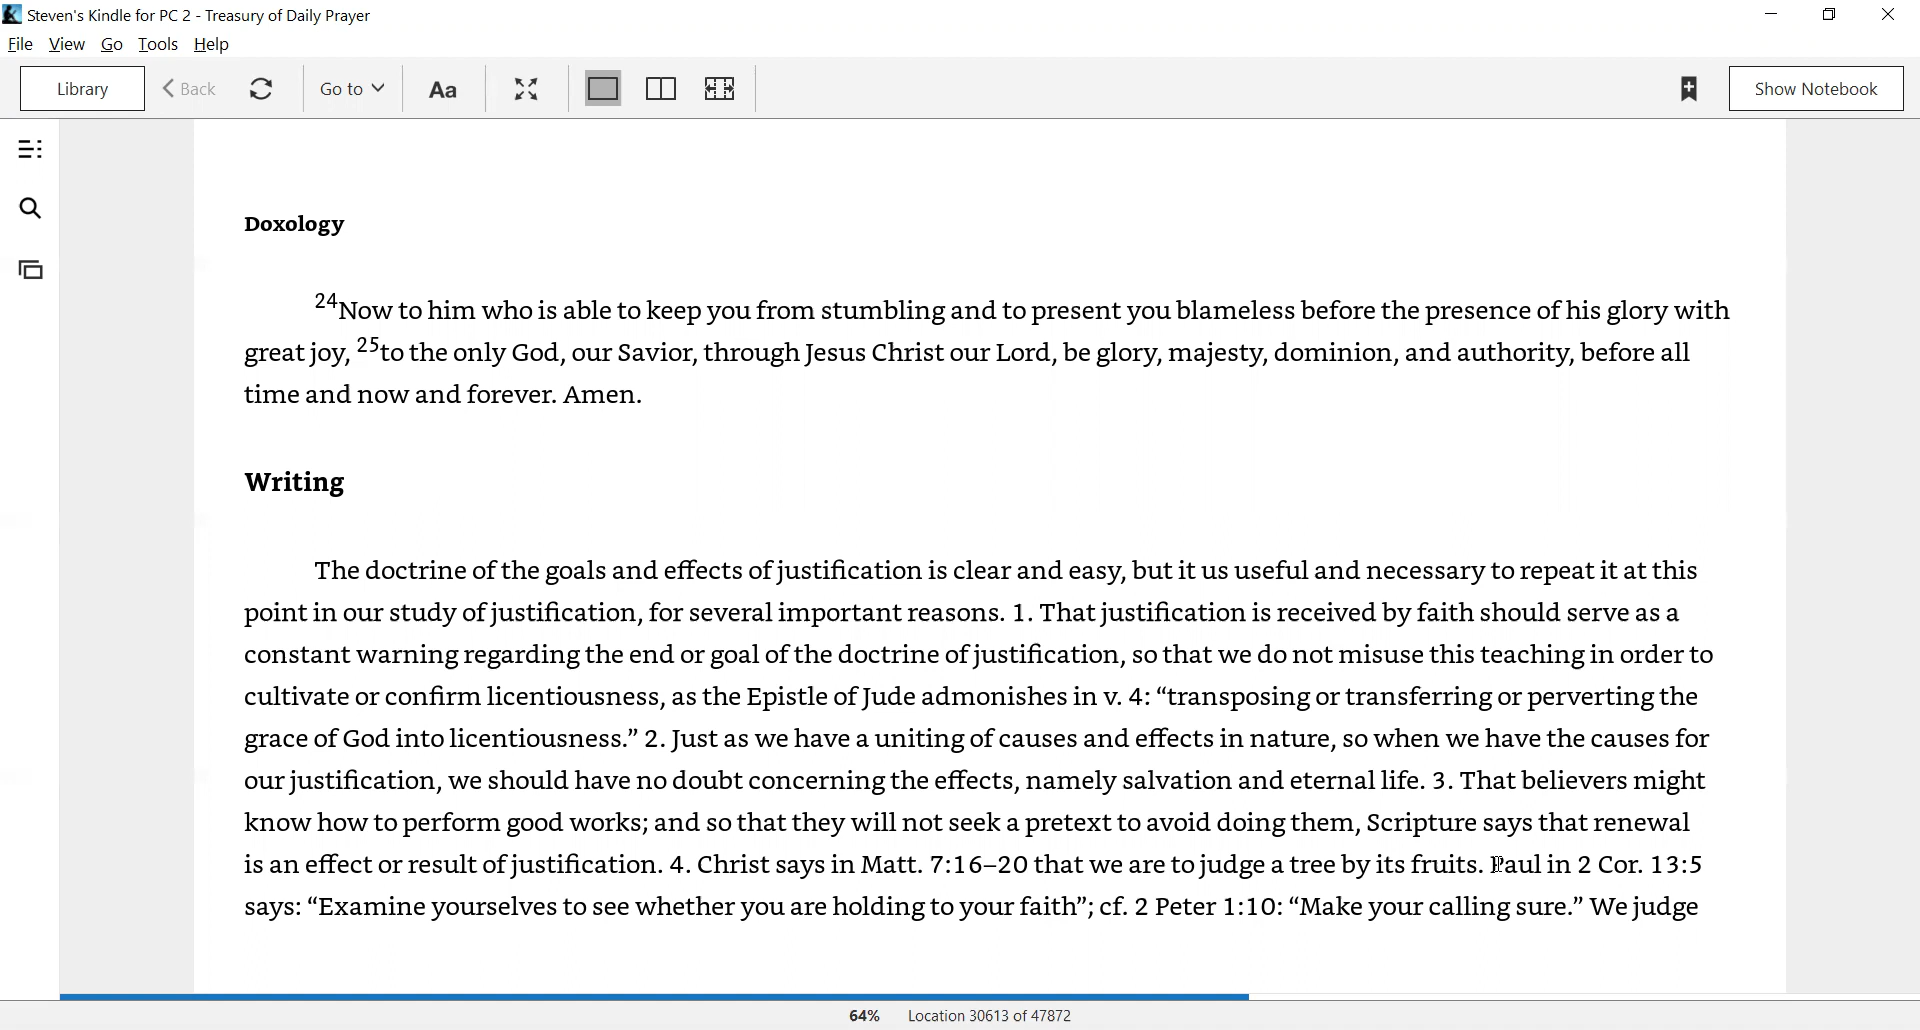 Steven's Kindle for PC 2 - Treasury of Daily Prayer
File View Go Tools Help
Library Back Go to Aa Show Notebook
Doxology
24Now to him who is able to keep you from stumbling and to present you blameless before the presence of his glory with
great joy, 25to the only God, our Savior, through Jesus Christ our Lord, be glory, majesty, dominion, and authority, before all
time and now and forever. Amen.
Writing
The doctrine of the goals and effects of justification is clear and easy, but it us useful and necessary to repeat it at this
point in our study of justification, for several important reasons. 1. That justification is received by faith should serve as a
constant warning regarding the end or goal of the doctrine of justification, so that we do not misuse this teaching in order to
cultivate or confirm licentiousness, as the Epistle of Jude admonishes in v. 4: “transposing or transferring or perverting the
grace of God into licentiousness.” 2. Just as we have a uniting of causes and effects in nature, so when we have the causes for
our justification, we should have no doubt concerning the effects, namely salvation and eternal life. 3. That believers might
know how to perform good works; and so that they will not seek a pretext to avoid doing them, Scripture says that renewal
is an effect or result of justification. 4. Christ says in Matt. 7:16–20 that we are to judge a tree by its fruits. Paul in 2 Cor. 13:5
says: “Examine yourselves to see whether you are holding to your faith”; cf. 2 Peter 1:10: “Make your calling sure.” We judge
64% Location 30613 of 47872